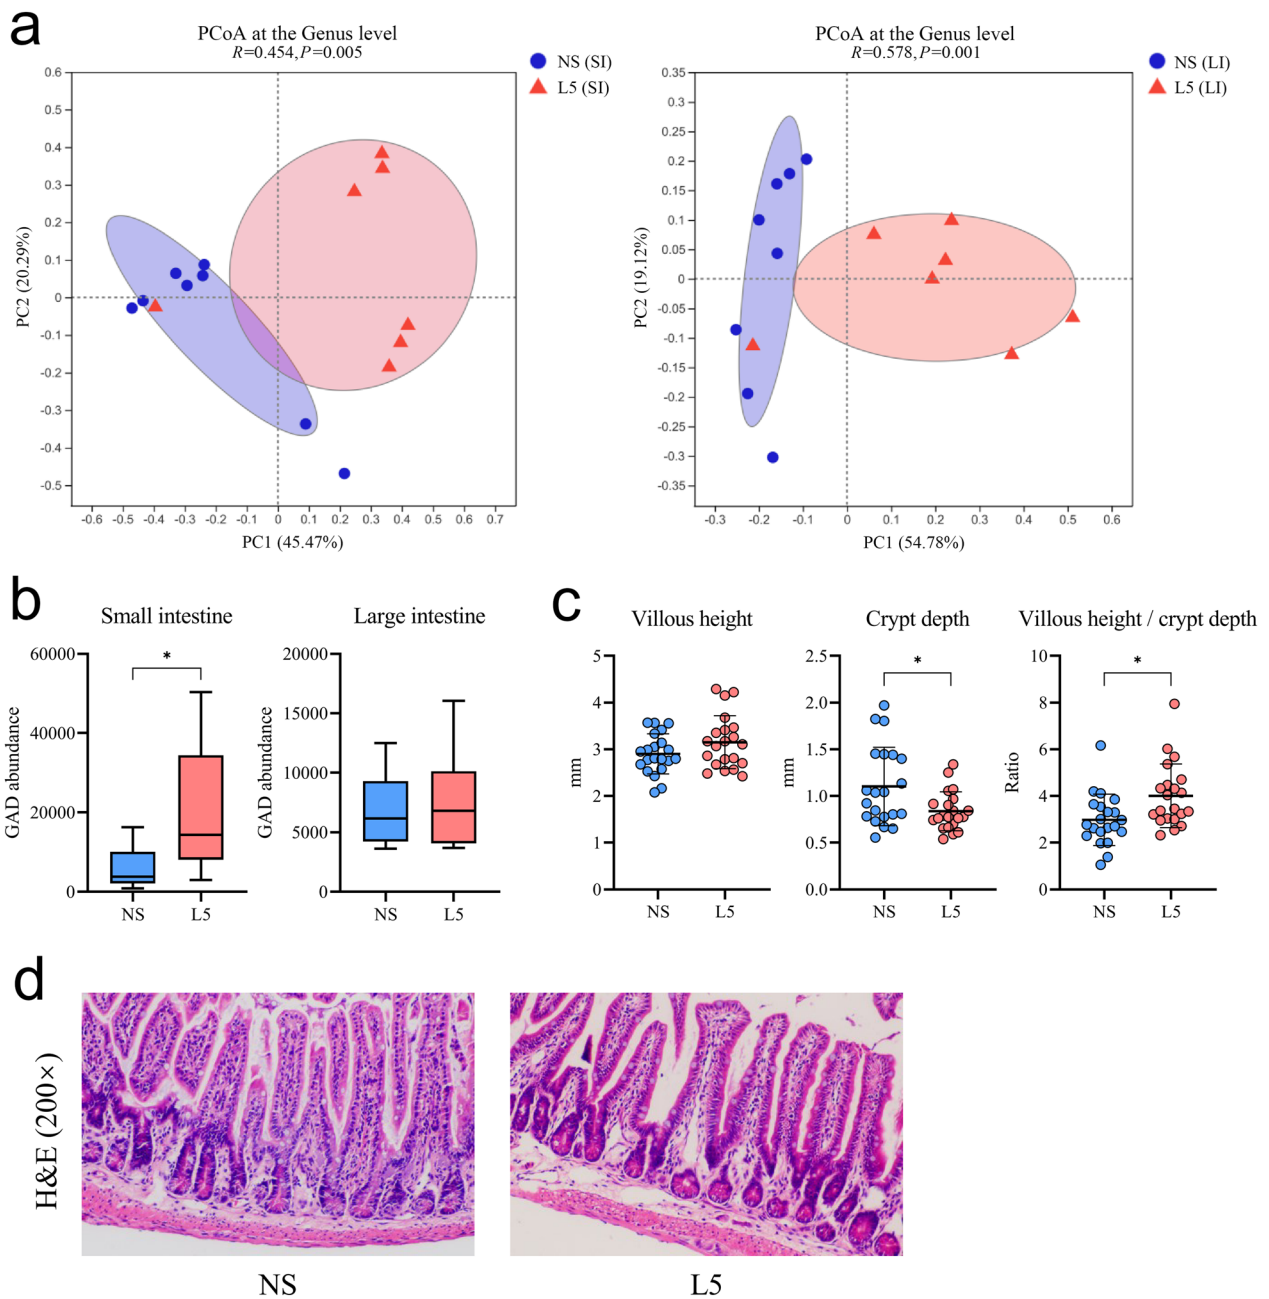 a
PCoA at the Genus level
R=0.454, P=0.005
NS (SI)
L5 (SI)
0.6
0.5
0.4
0.3
0.2
0.1
0
-0.1
-0.2
-0.3
-0.4
-0.5
PC2 (20.29%)
-0.6 -0.5 -0.4 -0.3 -0.2 -0.1 0 0.1 0.2 0.3 0.4 0.5 0.6 0.7
PC1 (45.47%)
PCoA at the Genus level
R=0.578, P=0.001
NS (LI)
L5 (LI)
0.35
0.3
0.25
0.2
0.15
0.1
0.05
0
-0.05
-0.1
-0.15
-0.2
-0.25
-0.3
-0.35
PC2 (19.12%)
-0.3 -0.2 -0.1 0 0.1 0.2 0.3 0.4 0.5 0.6
PC1 (54.78%)
b
Small intestine
60000
40000
20000
0
GAD abundance
*
NS L5
Large intestine
20000
15000
10000
5000
0
GAD abundance
NS L5
c
Villous height
5
4
3
2
1
0
mm
NS L5
Crypt depth
2.5
2.0
1.5
1.0
0.5
0.0
mm
*
NS L5
Villous height / crypt depth
10
8
6
4
2
0
Ratio
*
NS L5
d
H&E (200×)
NS
L5